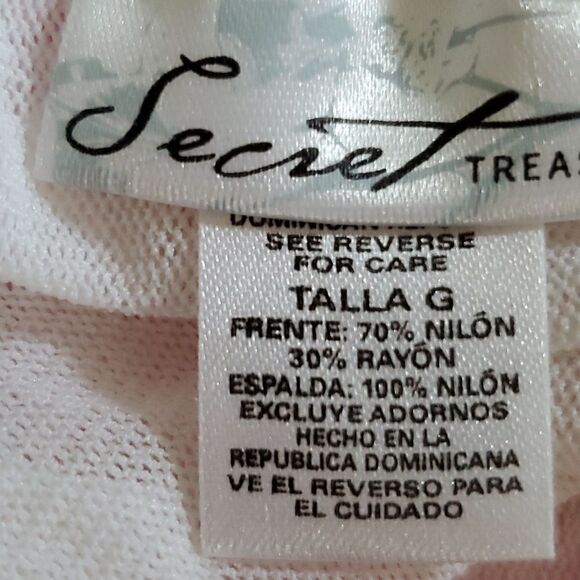 Secret TREAS
DOMINICAN
SEE REVERSE
FOR CARE
TALLA G
FRENTE: 70% NILÓN
30% RAYÓN
ESPALDA: 100% NILÓN
EXCLUYE ADORNOS
HECHO EN LA
REPUBLICA DOMINICANA
VE EL REVERSO PARA
EL CUIDADO